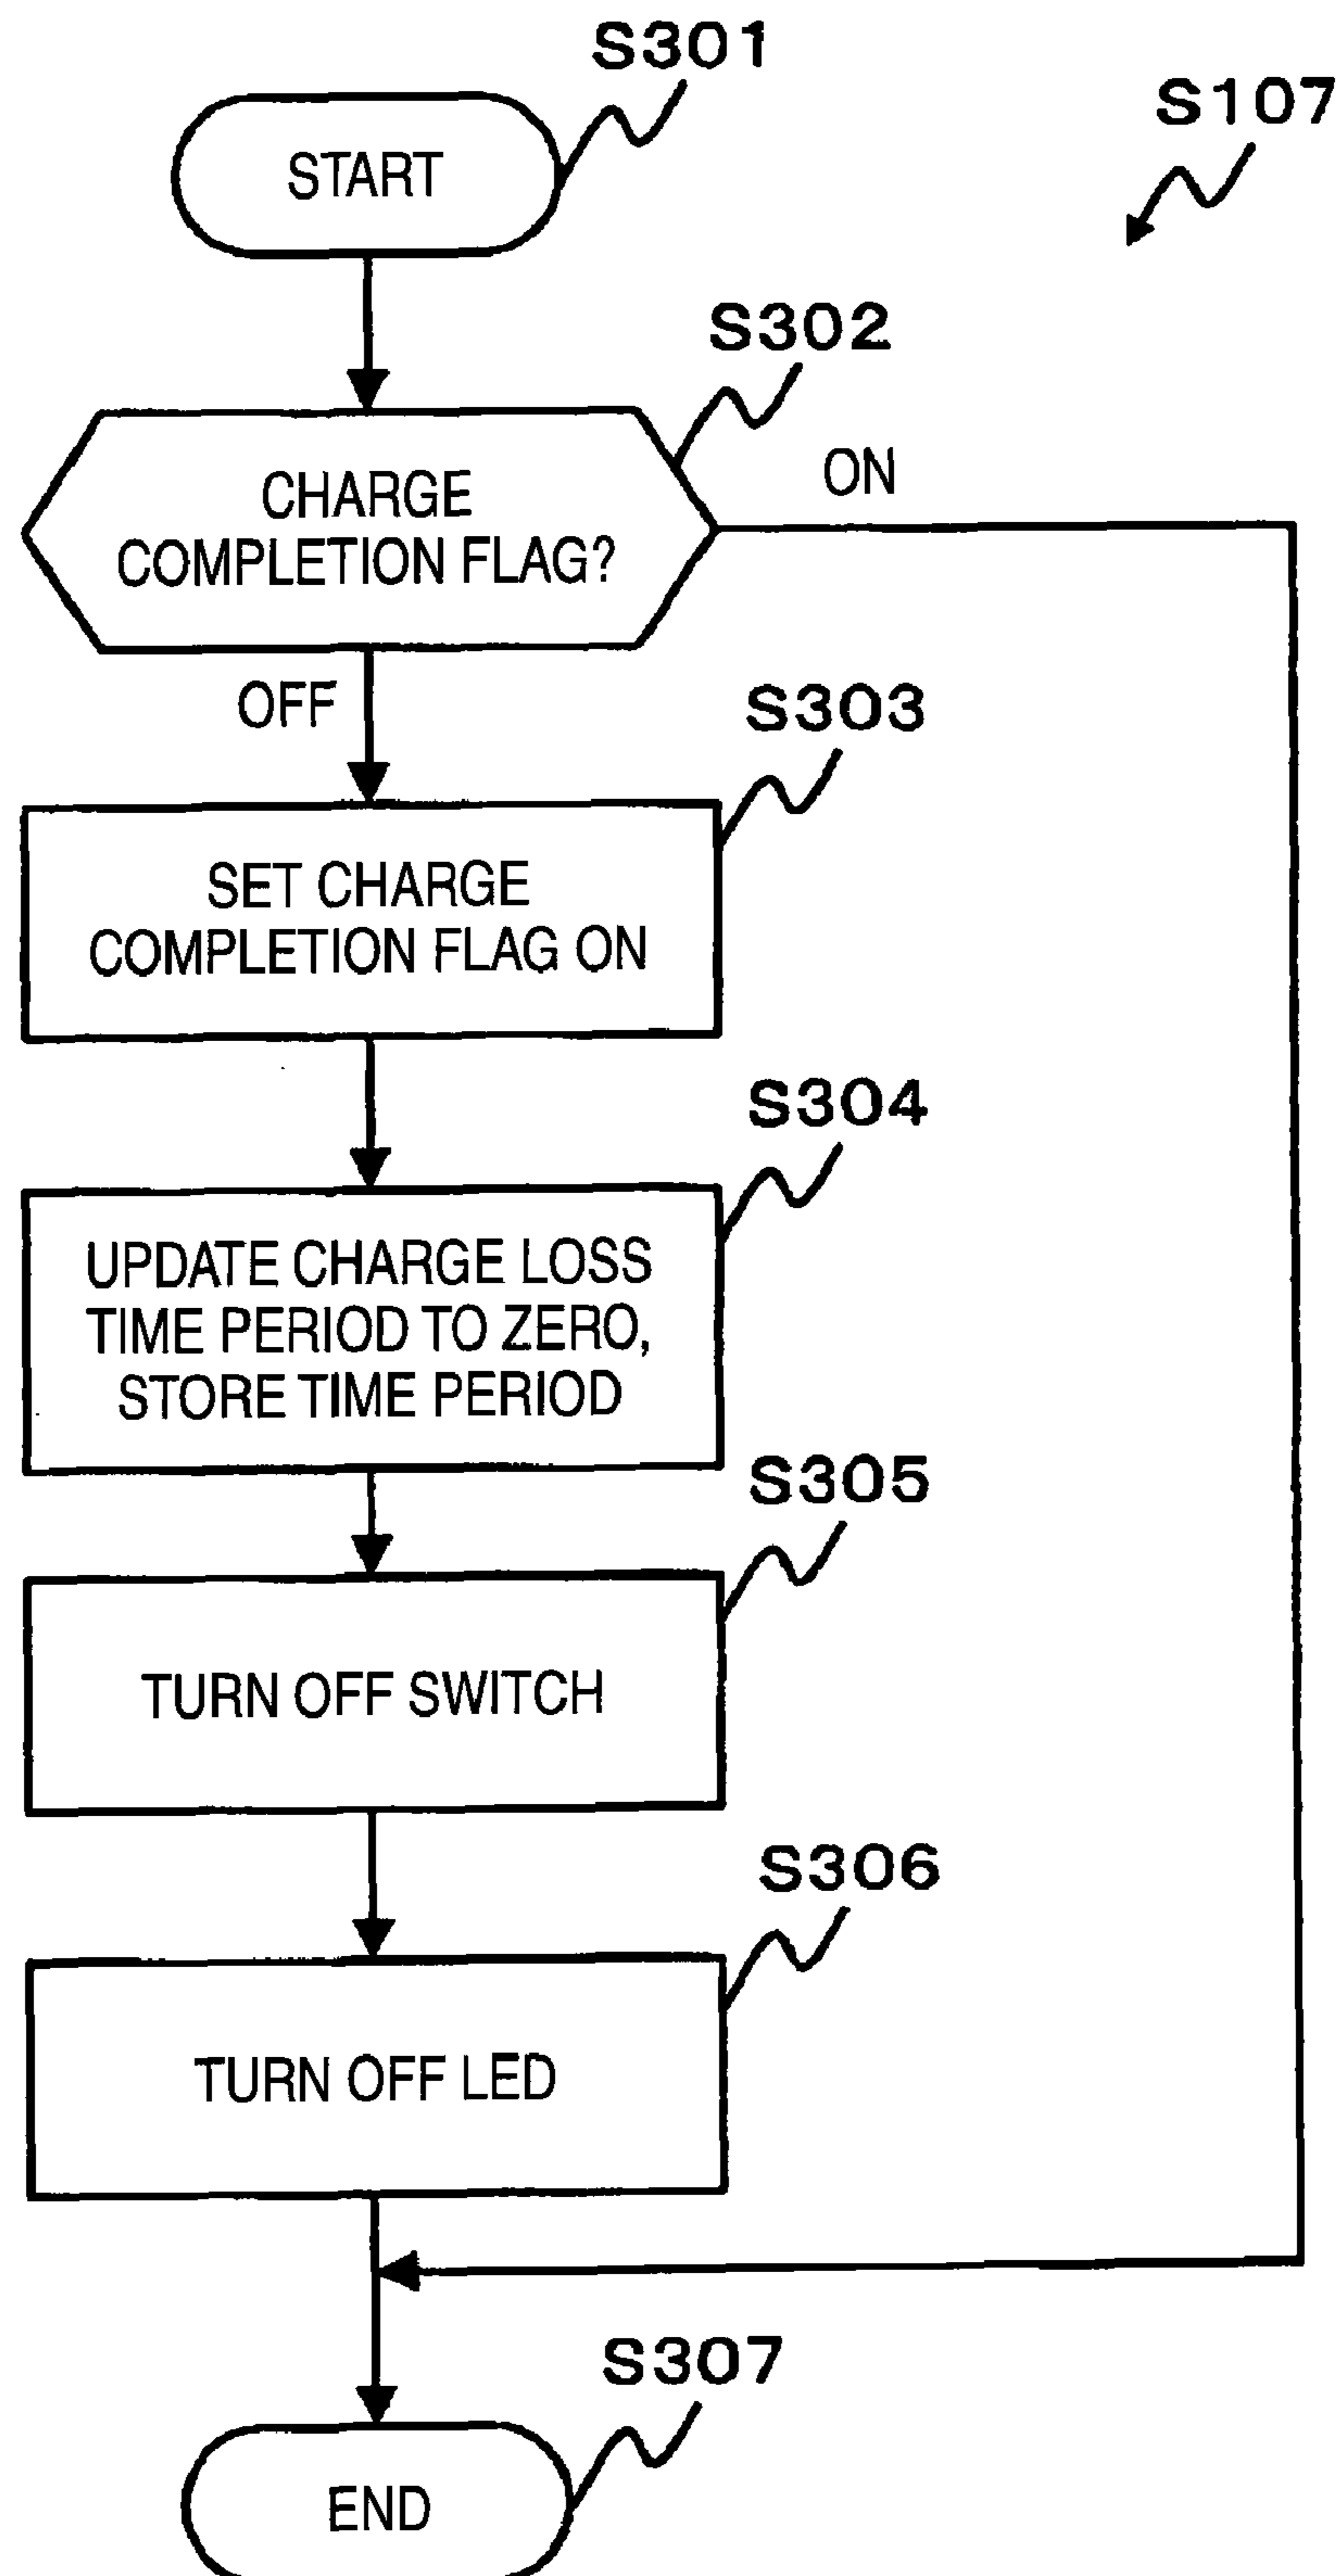 S301
S107
START
S302
CHARGE
COMPLETION FLAG?
ON
OFF
S303
SET CHARGE
COMPLETION FLAG ON
S304
UPDATE CHARGE LOSS
TIME PERIOD TO ZERO,
STORE TIME PERIOD
S305
TURN OFF SWITCH
S306
TURN OFF LED
S307
END